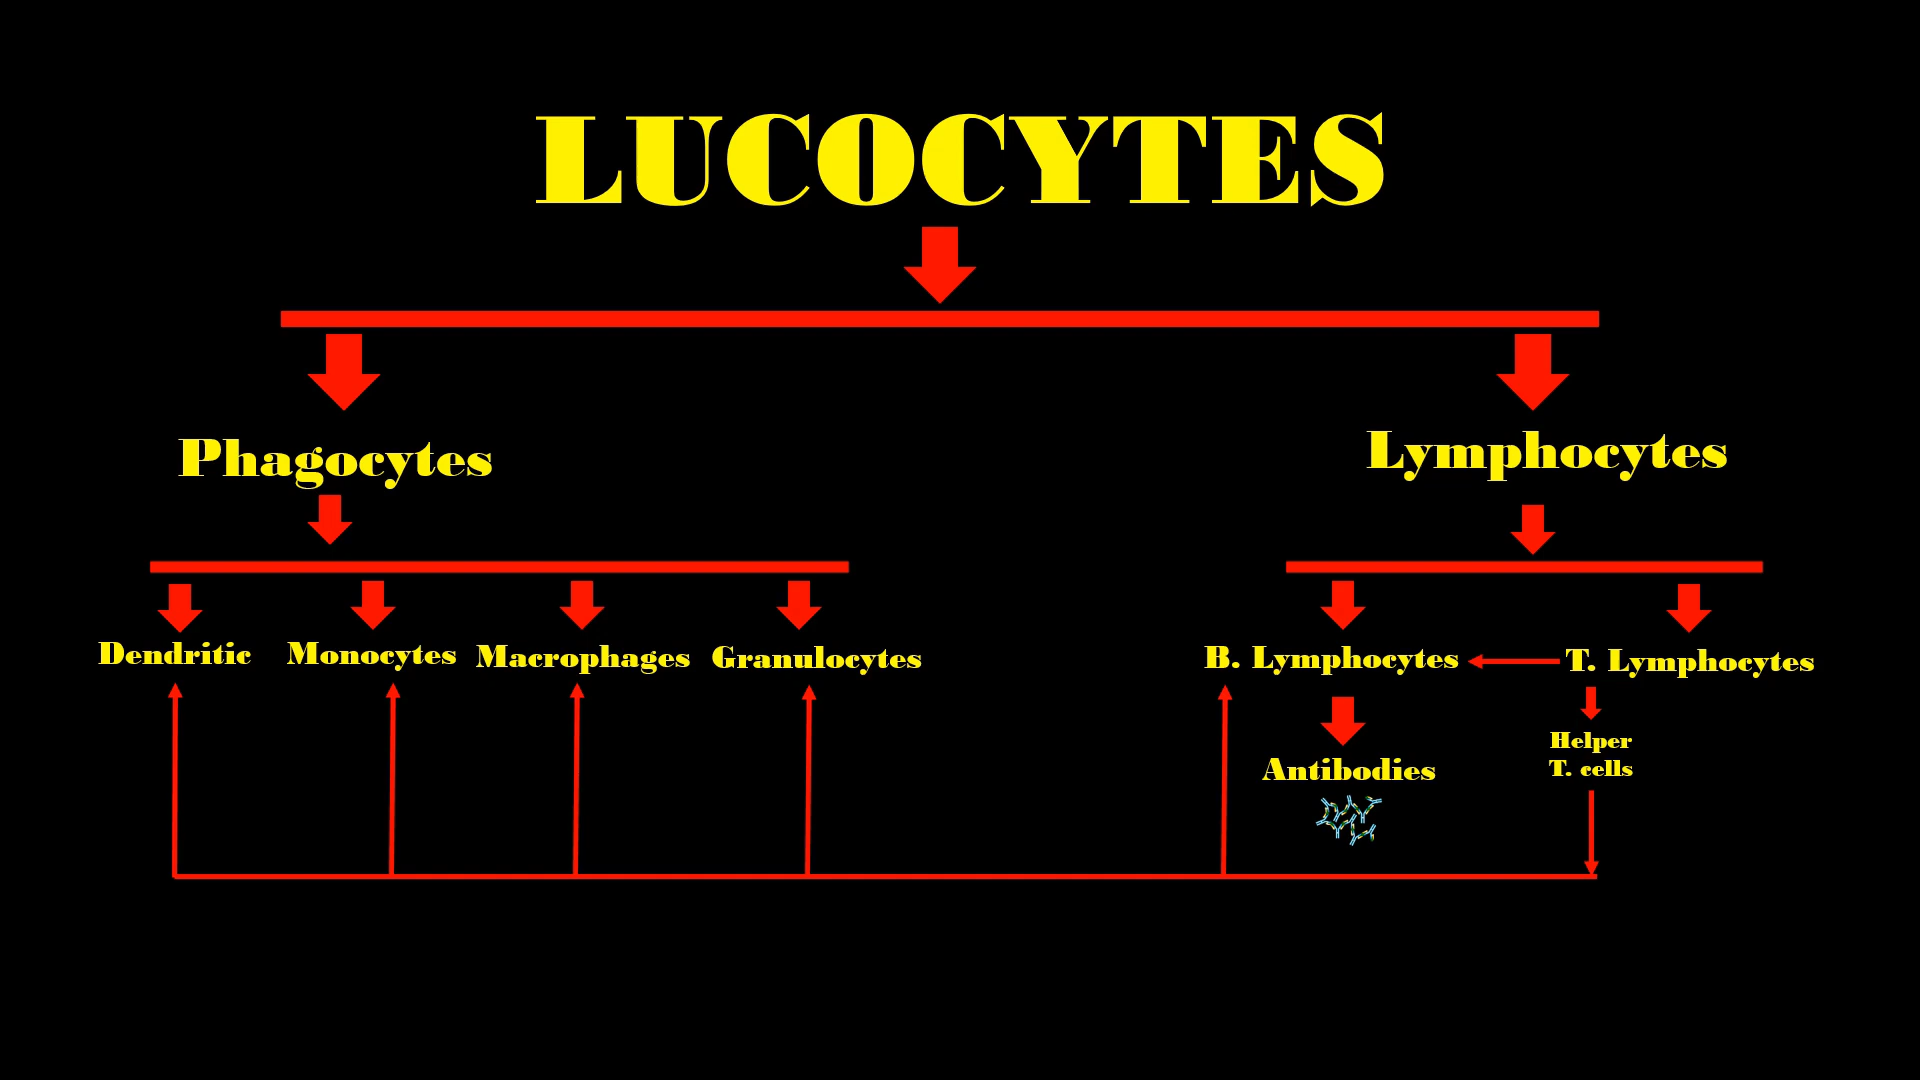 LUCOCYTES
Phagocytes
Lymphocytes
Dendritic
Monocytes
Macrophages
Granulocytes
B. Lymphocytes
T. Lymphocytes
Antibodies
Helper
T. cells